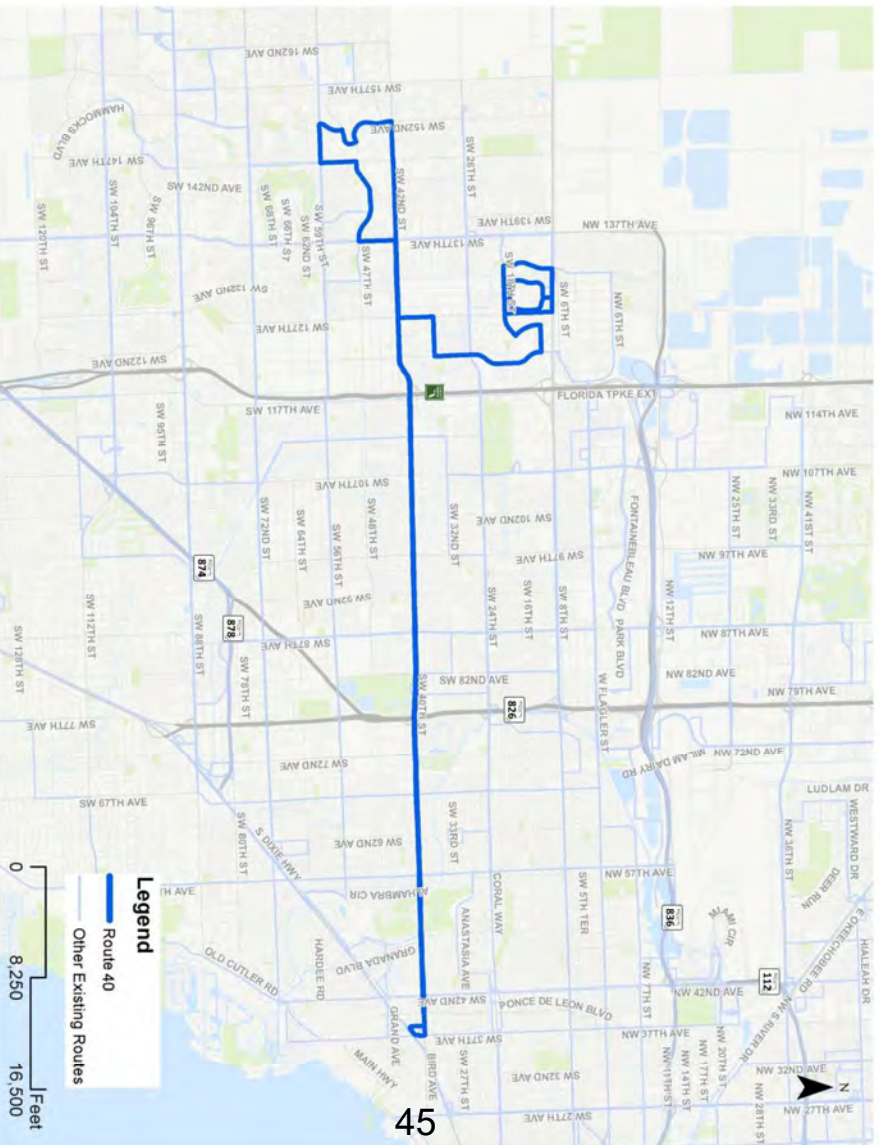 SW 162ND AVE
SW 157TH AVE
HAMMOCKS BLVD
SW 152ND AVE
SW 147TH AVE
SW 142ND AVE
SW 42ND ST
SW 26TH ST
SW 120TH ST
SW 104TH ST
SW 96TH ST
SW 68TH ST
SW 66TH ST
SW 62ND ST
SW 59TH ST
SW 47TH ST
SW 137TH AVE
SW 139TH AVE
NW 137TH AVE
SW 132ND AVE
SW 6TH ST
NW 6TH ST
SW 127TH AVE
SW 122ND AVE
SW 117TH AVE
FLORIDA TPKE EXT
NW 114TH AVE
SW 95TH ST
SW 107TH AVE
NW 107TH AVE
SW 72ND ST
SW 64TH ST
SW 56TH ST
SW 48TH ST
SW 32ND ST
SW 102ND AVE
FONTAINEBLEAU BLVD
NW 25TH ST
NW 33RD ST
NW 41ST ST
SW 97TH AVE
NW 97TH AVE
874
878
SW 112TH ST
SW 88TH ST
SW 92ND AVE
SW 24TH ST
SW 16TH ST
SW 8TH ST
NW 12TH ST
PARK BLVD
NW 87TH AVE
SW 87TH AVE
SW 128TH ST
SW 78TH ST
SW 40TH ST
SW 82ND AVE
NW 82ND AVE
W FLAGLER ST
NW 79TH AVE
826
SW 77TH AVE
SW 72ND AVE
MILAM DAIRY RD
NW 72ND AVE
SW 67TH AVE
LUDLAM DR
WESTWARD DR
SW 80TH ST
S DIXIE HWY
SW 62ND AVE
SW 33RD ST
NW 36TH ST
DEER RUN
ALHAMBRA CIR
CORAL WAY
SW 5TH TER
NW 57TH AVE
TH AVE
ANASTASIA AVE
836
MIAMI CIR
E OKEECHOBEE RD
HIALEAH DR
OLD CUTLER RD
HARDEE RD
GRANADA BLVD
112
SW 42ND AVE
PONCE DE LEON BLVD
NW 7TH ST
NW 42ND AVE
NW S RIVER DR
GRAND AVE
SW 37TH AVE
NW 37TH AVE
MAIN HWY
BIRD AVE
SW 27TH ST
SW 32ND AVE
NW 11TH ST
NW 14TH ST
NW 17TH ST
NW 20TH ST
NW 32ND AVE
SW 27TH AVE
NW 28TH ST
NW 27TH AVE
N
Legend
Route 40
Other Existing Routes
0 8,250 16,500
Feet
45